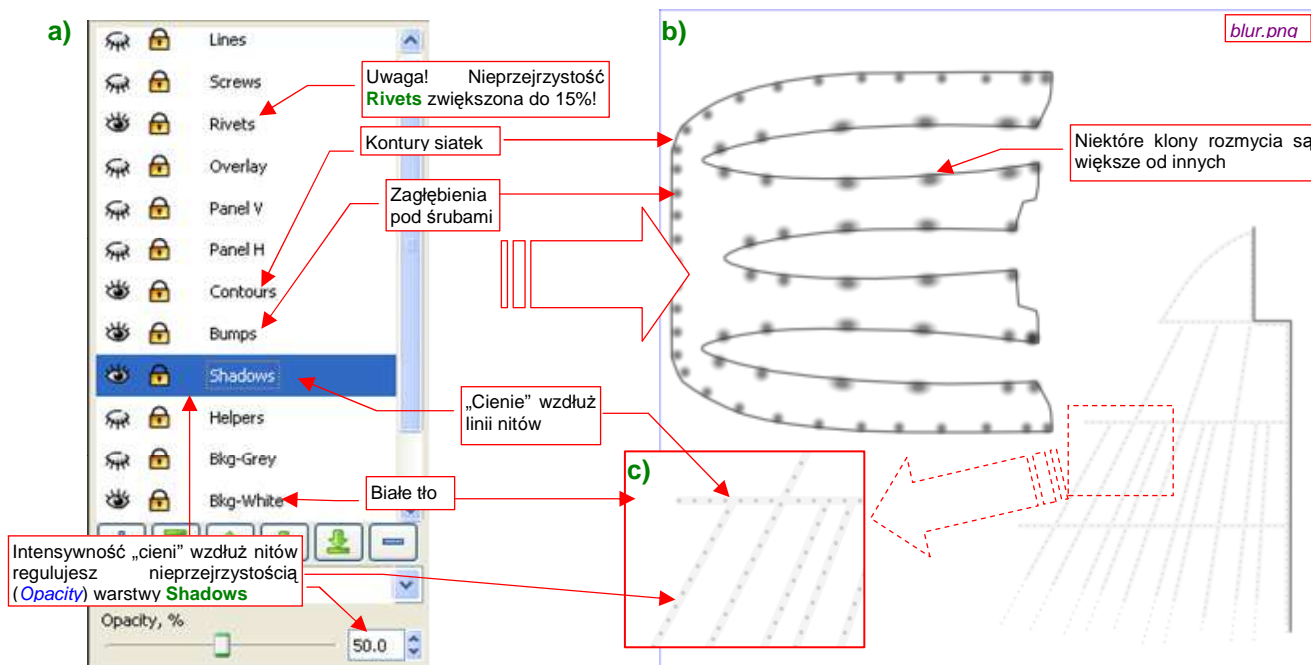 a)
Lines
Screws
Rivets
Overlay
Panel V
Panel H
Contours
Bumps
Shadows
Helpers
Bkg-Grey
Bkg-White
Opacity, %
50.0
Uwaga! Nieprzejrzystość
Rivets zwiększona do 15%!
Kontury siatek
Zagłębienia
pod śrubami
„Cienie” wzdłuż
linii nitów
Białe tło
Intensywność „cieni” wzdłuż nitów
regulujesz nieprzejrzystością
(Opacity) warstwy Shadows
b)
blur.png
Niektóre klony rozmycia są
większe od innych
c)